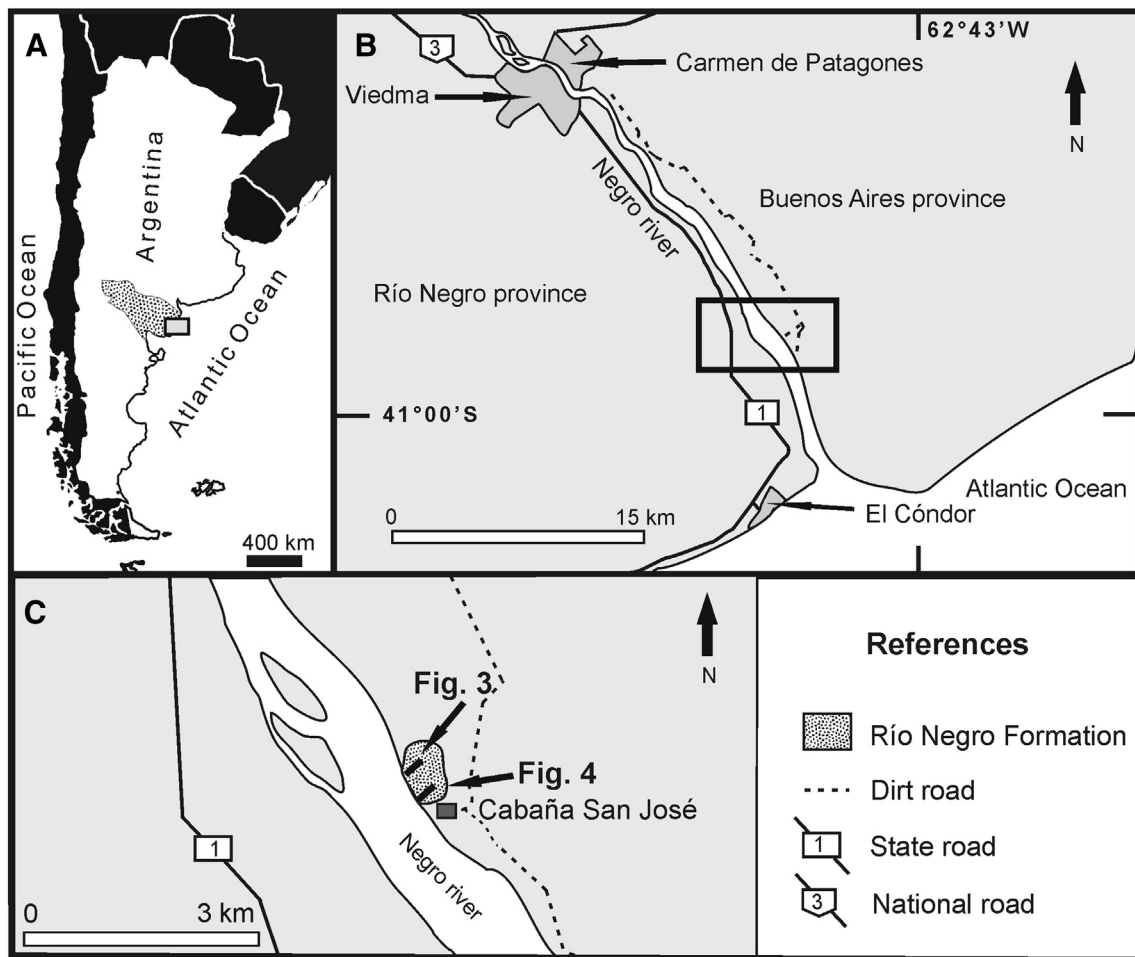 A
Argentina
Pacific Ocean
Atlantic Ocean
400 km
B
62°43'W
3
Carmen de Patagones
Viedma
N
Negro river
Buenos Aires province
Río Negro province
41°00'S
1
Atlantic Ocean
El Cóndor
0 15 km
C
N
Fig. 3
Fig. 4
Cabaña San José
1
Negro river
0 3 km
References
Río Negro Formation
Dirt road
1 State road
3 National road